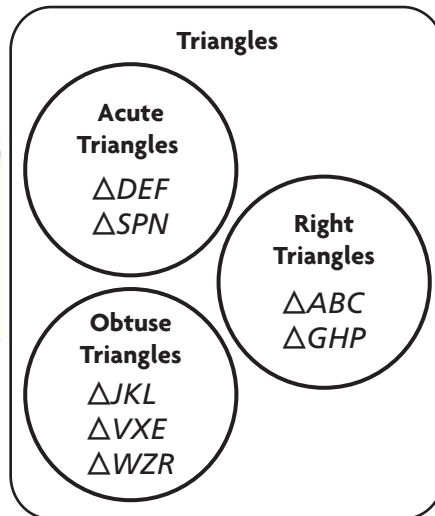 Triangles
Acute
Triangles
△DEF
△SPN
Right
Triangles
△ABC
△GHP
Obtuse
Triangles
△JKL
△VXE
△WZR